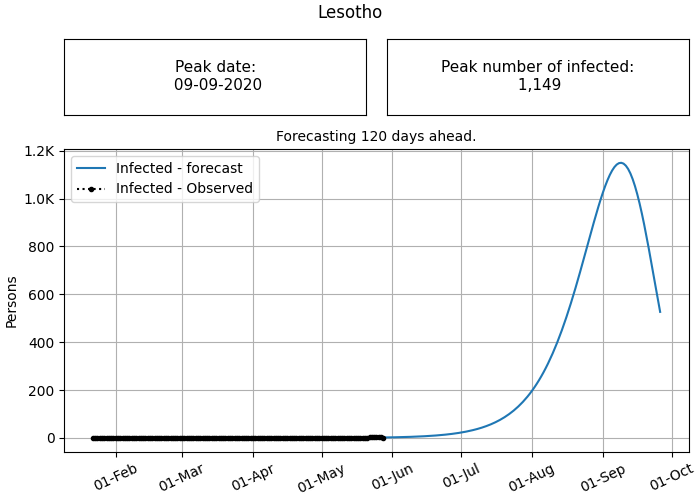 Lesotho
Peak date:
09-09-2020
Peak number of infected:
1,149
Forecasting 120 days ahead.
Infected - forecast
Infected - Observed
Persons
1.2K
1.0K
800
600
400
200
0
01-Feb
01-Mar
01-Apr
01-May
01-Jun
01-Jul
01-Aug
01-Sep
01-Oct